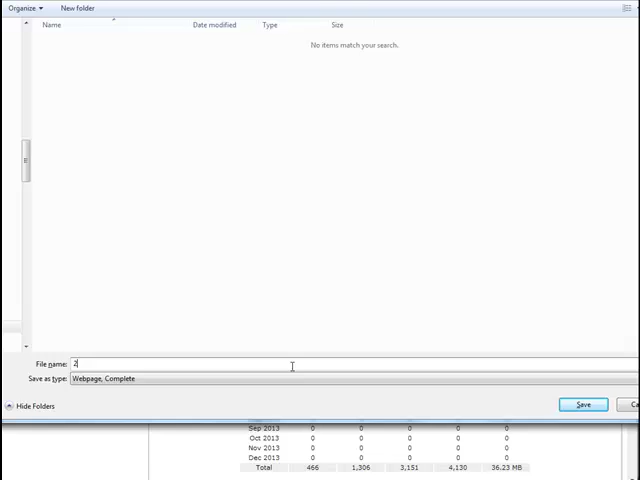 Organize New folder
Name Date modified Type Size
No items match your search.
File name: 2
Save as type: Webpage, Complete
Hide Folders Save Ca
Sep 2013 0 0 0 0 0
Oct 2013 0 0 0 0 0
Nov 2013 0 0 0 0 0
Dec 2013 0 0 0 0 0
Total 466 1,306 3,151 4,130 36.23 MB